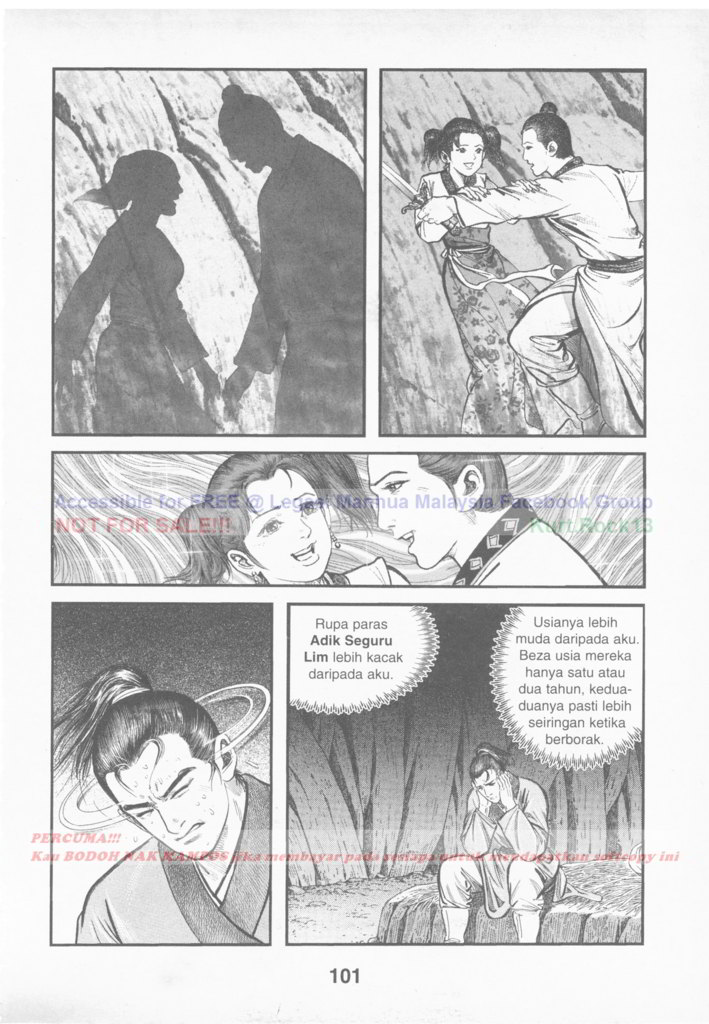 Accessible for FREE @ Legasi Manhua Malaysia Facebook Group
NOT FOR SALE!!!
Kurt.Rock13
Rupa paras
Adik Seguru
Lim lebih kacak
daripada aku.
Usianya lebih
muda daripada aku.
Beza usia mereka
hanya satu atau
dua tahun, kedua-
duanya pasti lebih
seiringan ketika
berborak.
PERCUMA!!!
Kau BODOH NAK MAMPOS jika membayar pada sesiapa untuk mendapatkan softcopy ini
101